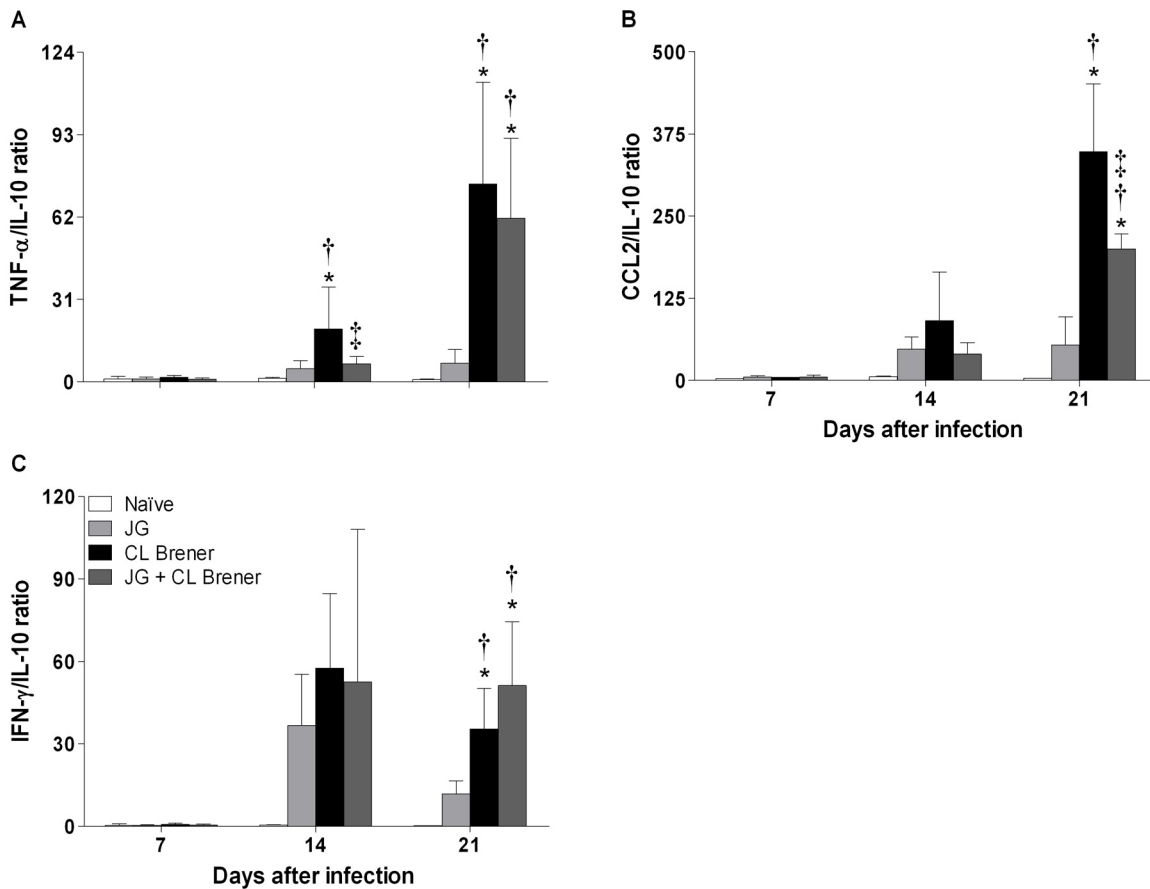 A
TNF-α/IL-10 ratio
124
93
62
31
0
†
*
‡
†
*
†
*
B
CCL2/IL-10 ratio
500
375
250
125
0
†
*
‡
†
*
7 14 21
Days after infection
C
IFN-γ/IL-10 ratio
120
90
60
30
0
Naïve
JG
CL Brener
JG + CL Brener
†
*
†
*
7 14 21
Days after infection